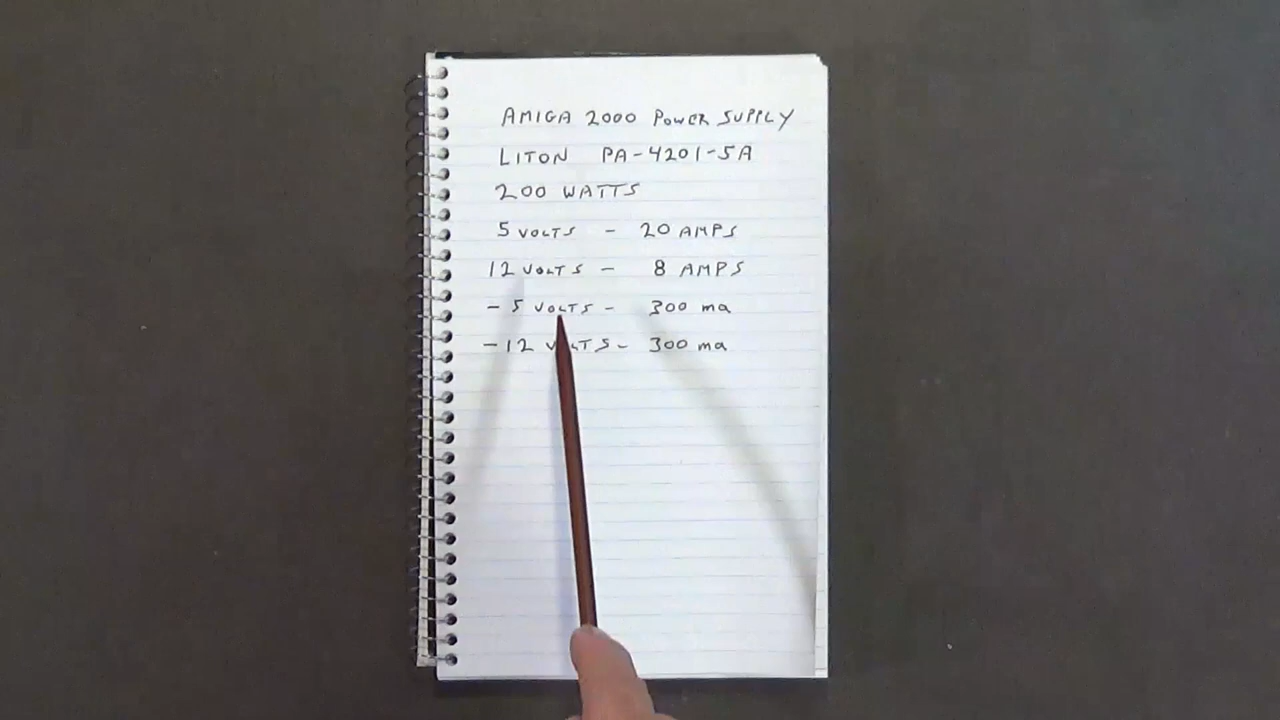 AMIGA 2000 POWER SUPPLY
LITON PA-4201-5A
200 WATTS
5 VOLTS - 20 AMPS
12 VOLTS - 8 AMPS
-5 VOLTS - 300 ma
-12 VOLTS - 300 ma